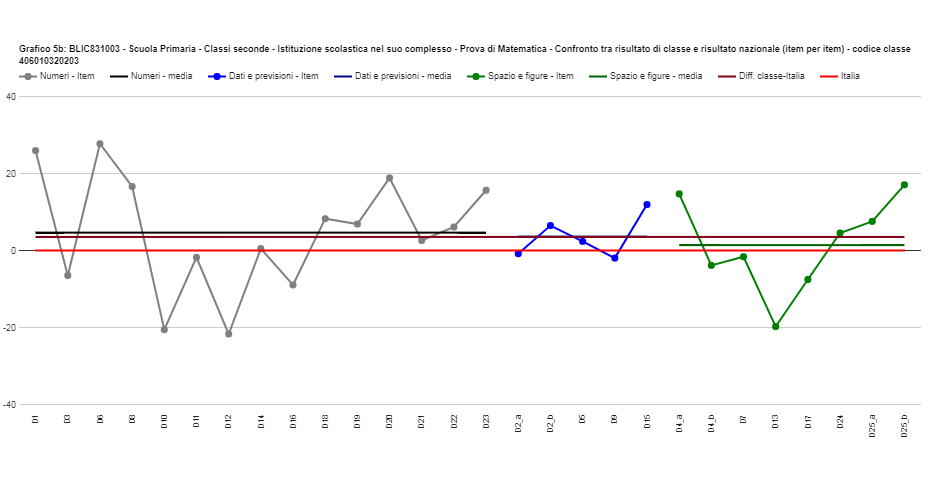 Grafico 5b: BLIC831003 - Scuola Primaria - Classi seconde - Istituzione scolastica nel suo complesso - Prova di Matematica - Confronto tra risultato di classe e risultato nazionale (item per item) - codice classe
406010320203
Numeri - Item Numeri - media Dati e previsioni - Item Dati e previsioni - media Spazio e figure - Item Spazio e figure - media Diff. classe-Italia Italia
40
20
0
-20
-40
D1 D3 D6 D8 D10 D11 D12 D14 D16 D18 D19 D20 D21 D22 D23 D2_a D2_b D5 D9 D15 D4_a D4_b D7 D13 D17 D24 D25_a D25_b